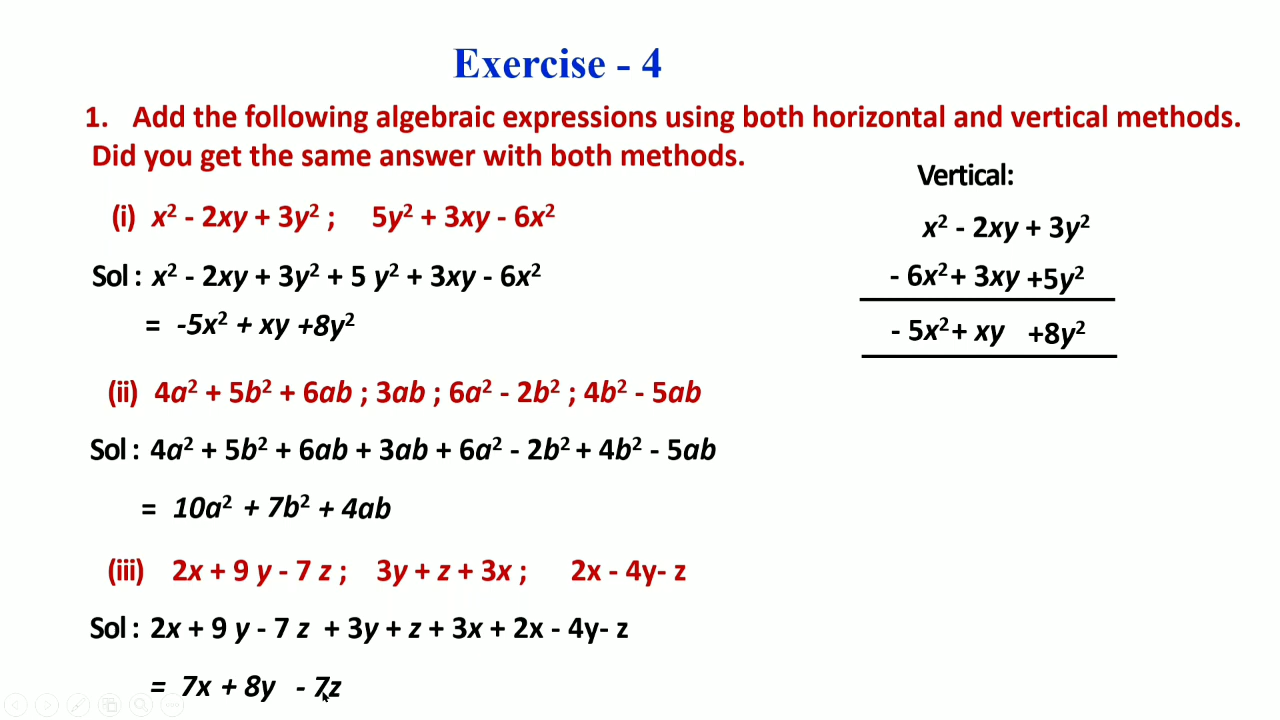 Exercise - 4
1. Add the following algebraic expressions using both horizontal and vertical methods.
Did you get the same answer with both methods.
(i) x² - 2xy + 3y² ; 5y² + 3xy - 6x²
Sol : x² - 2xy + 3y² + 5 y² + 3xy - 6x²
= -5x² + xy +8y²
Vertical:
x² - 2xy + 3y²
- 6x² + 3xy +5y²
- 5x² + xy +8y²
(ii) 4a² + 5b² + 6ab ; 3ab ; 6a² - 2b² ; 4b² - 5ab
Sol : 4a² + 5b² + 6ab + 3ab + 6a² - 2b² + 4b² - 5ab
= 10a² + 7b² + 4ab
(iii) 2x + 9 y - 7 z ; 3y + z + 3x ; 2x - 4y- z
Sol : 2x + 9 y - 7 z + 3y + z + 3x + 2x - 4y- z
= 7x + 8y - 7z